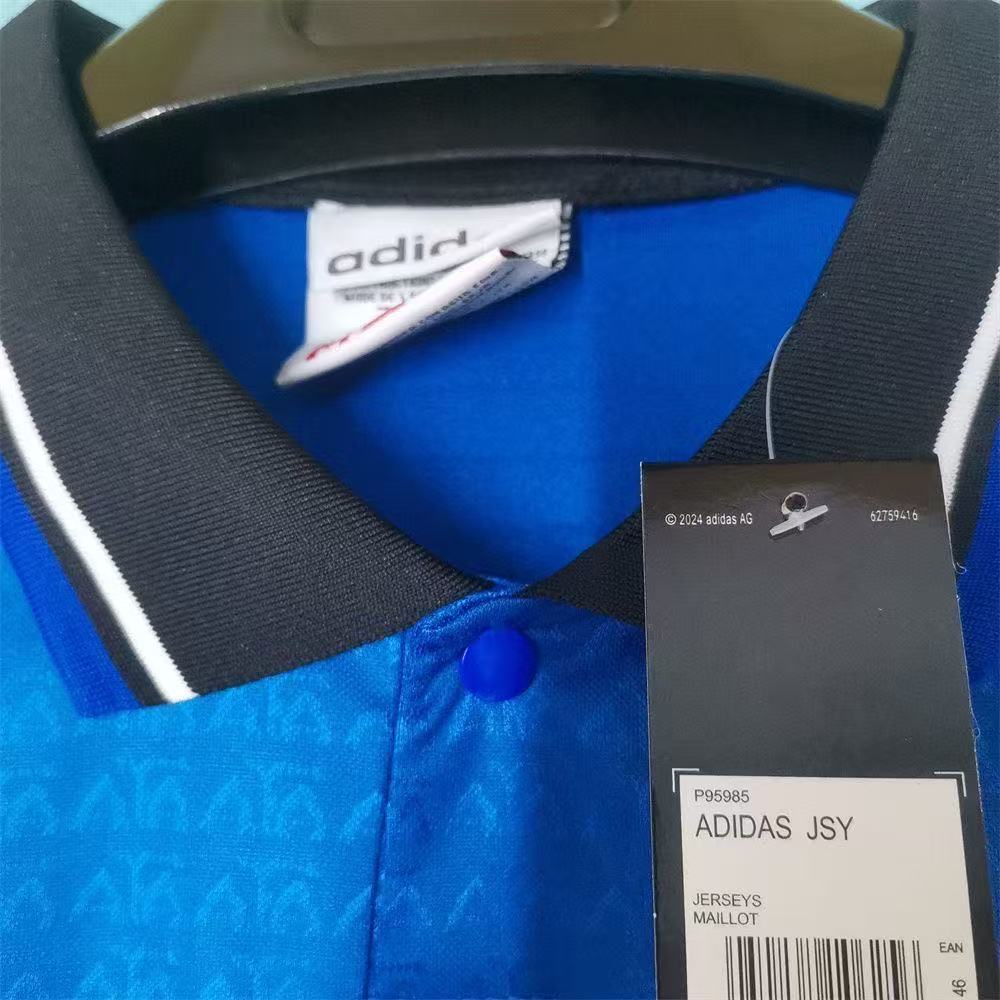 adid
© 2024 adidas AG
62759416
P95985
ADIDAS JSY
JERSEYS
MAILLOT
EAN
46